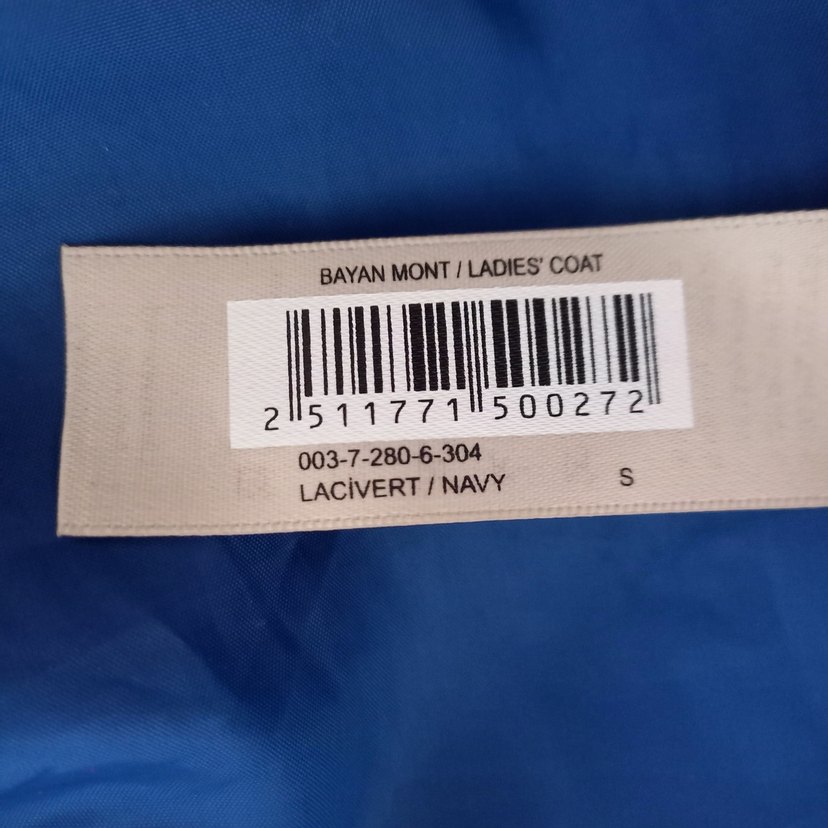 BAYAN MONT / LADIES' COAT
2 511771 500272
003-7-280-6-304
LACİVERT / NAVY S